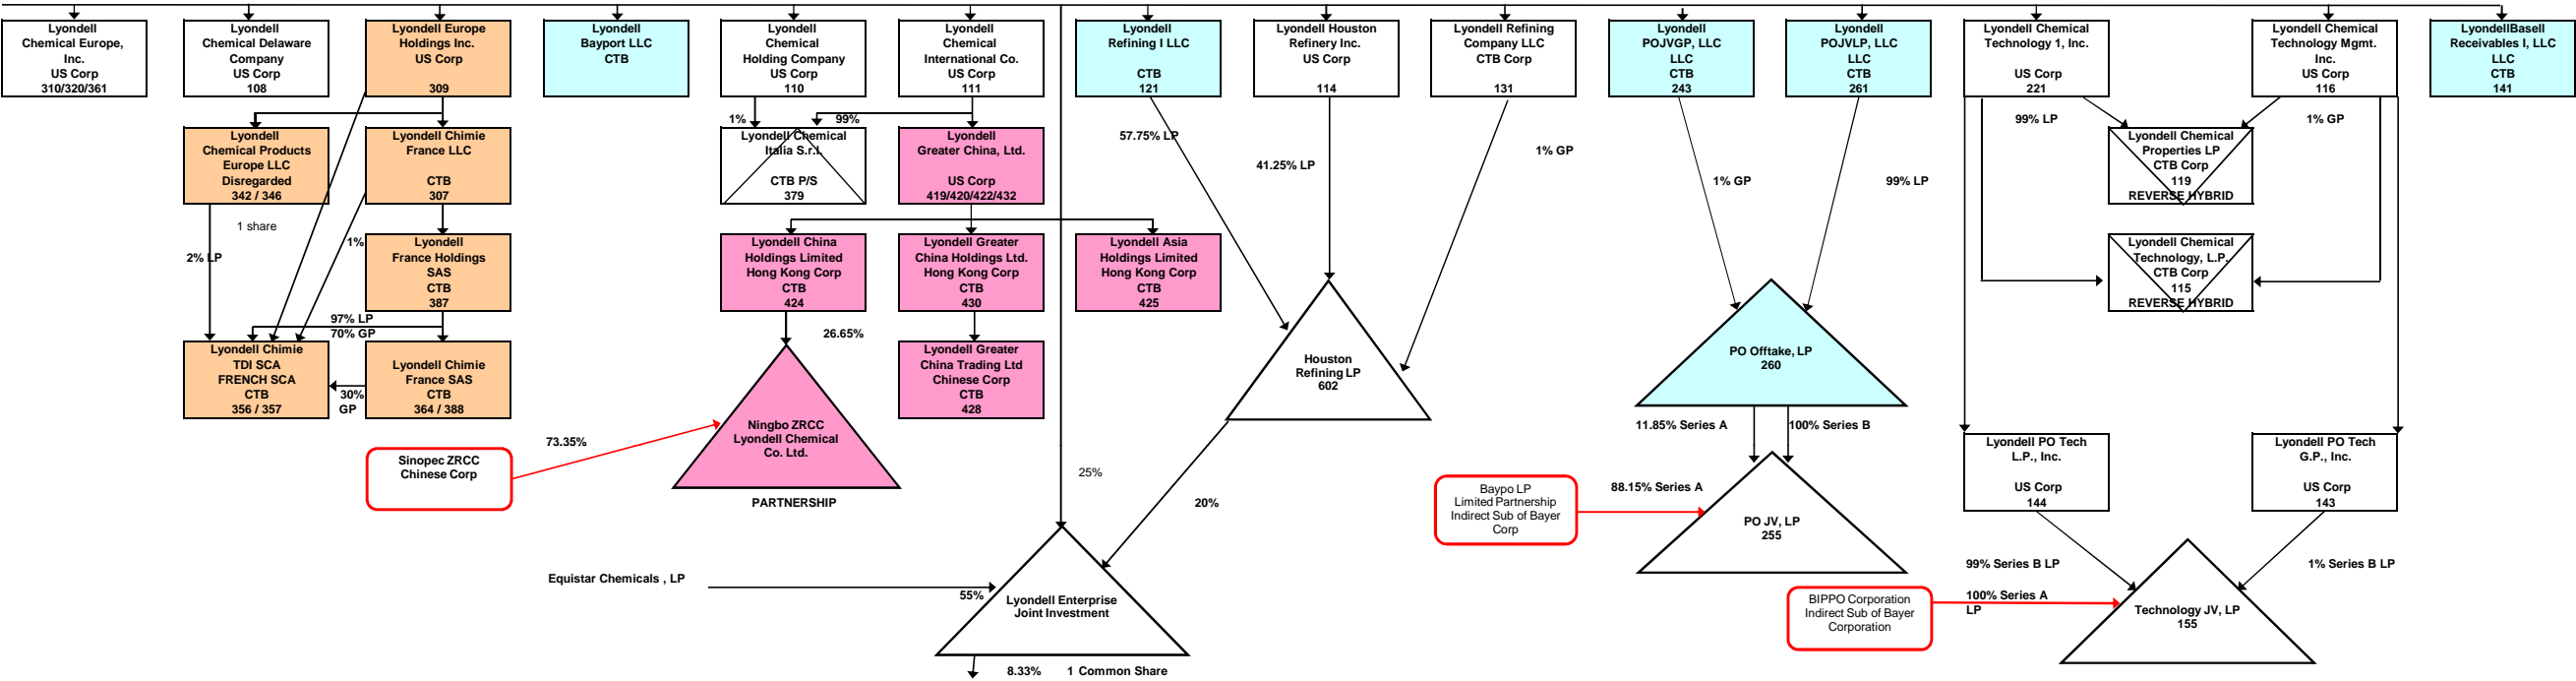 Lyondell
Chemical Europe,
Inc.
US Corp
310/320/361
Lyondell
Chemical Delaware
Company
US Corp
108
Lyondell Europe
Holdings Inc.
US Corp
309
Lyondell
Bayport LLC
CTB
Lyondell
Chemical
Holding Company
US Corp
110
Lyondell
Chemical
International Co.
US Corp
111
Lyondell
Refining I LLC
CTB
121
Lyondell Houston
Refinery Inc.
US Corp
114
Lyondell Refining
Company LLC
CTB Corp
131
Lyondell
POJVGP, LLC
LLC
CTB
243
Lyondell
POJVLP, LLC
LLC
CTB
261
Lyondell Chemical
Technology 1, Inc.
US Corp
221
Lyondell Chemical
Technology Mgmt.
Inc.
US Corp
116
LyondellBasell
Receivables I, LLC
LLC
CTB
141
Lyondell
Chemical Products
Europe LLC
Disregarded
342 / 346
Lyondell Chimie
France LLC
CTB
307
1%
99%
Lyondell Chemical
Italia S.r.l.
CTB P/S
379
Lyondell
Greater China, Ltd.
US Corp
419/420/422/432
57.75% LP
41.25% LP
1% GP
1% GP
99% LP
99% LP
1% GP
Lyondell Chemical
Properties LP
CTB Corp
119
REVERSE HYBRID
1 share
1%
2% LP
Lyondell
France Holdings
SAS
CTB
387
Lyondell China
Holdings Limited
Hong Kong Corp
CTB
424
Lyondell Greater
China Holdings Ltd.
Hong Kong Corp
CTB
430
Lyondell Asia
Holdings Limited
Hong Kong Corp
CTB
425
Lyondell Chemical
Technology, L.P.
CTB Corp
115
REVERSE HYBRID
97% LP
70% GP
26.65%
Lyondell Chimie
TDI SCA
FRENCH SCA
CTB
356 / 357
30%
GP
Lyondell Chimie
France SAS
CTB
364 / 388
Lyondell Greater
China Trading Ltd
Chinese Corp
CTB
428
Houston
Refining LP
602
PO Offtake, LP
260
11.85% Series A
100% Series B
Sinopec ZRCC
Chinese Corp
73.35%
Ningbo ZRCC
Lyondell Chemical
Co. Ltd.
PARTNERSHIP
25%
20%
Baypo LP
Limited Partnership
Indirect Sub of Bayer
Corp
88.15% Series A
PO JV, LP
255
Lyondell PO Tech
L.P., Inc.
US Corp
144
Lyondell PO Tech
G.P., Inc.
US Corp
143
Equistar Chemicals , LP
55%
Lyondell Enterprise
Joint Investment
8.33%
1 Common Share
99% Series B LP
1% Series B LP
BIPPO Corporation
Indirect Sub of Bayer
Corporation
100% Series A
LP
Technology JV, LP
155